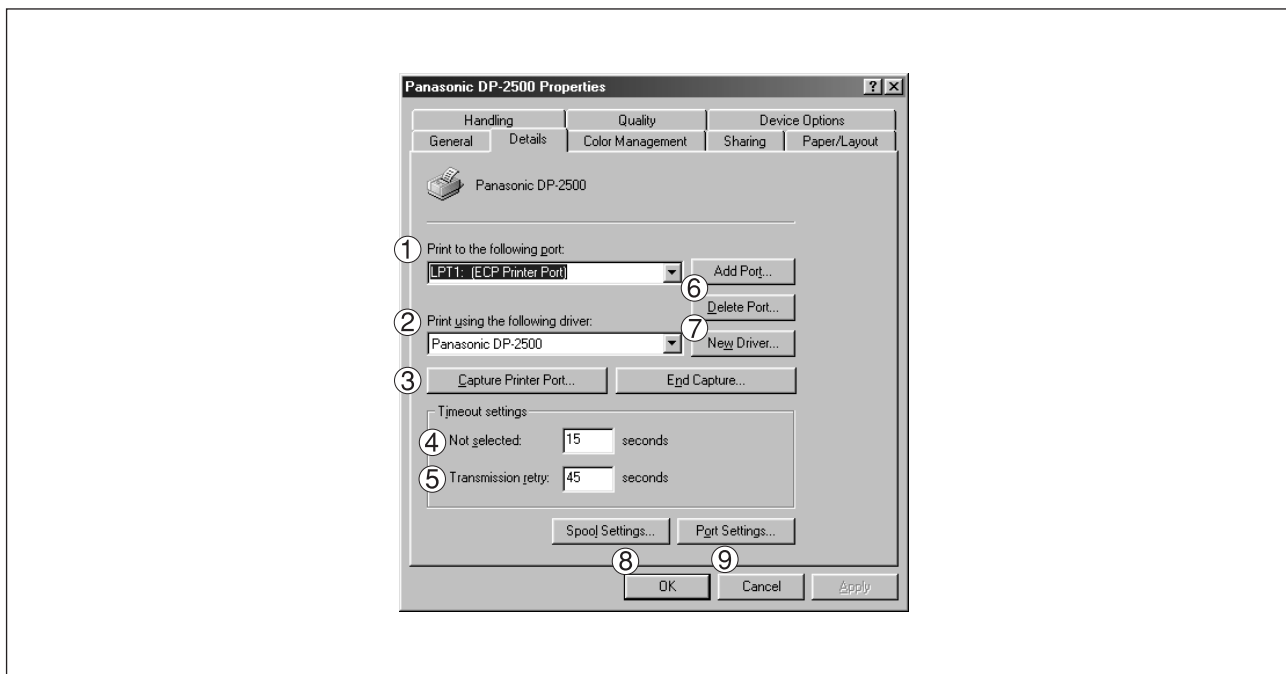 Panasonic DP-2500 Properties
Handling Quality Device Options
General Details Color Management Sharing Paper/Layout
Panasonic DP-2500
① Print to the following port:
LPT1: (ECP Printer Port) Add Port...
⑥
Delete Port...
② Print using the following driver: ⑦
Panasonic DP-2500 New Driver...
③ Capture Printer Port... End Capture...
Timeout settings
④ Not selected: 15 seconds
⑤ Transmission retry: 45 seconds
Spool Settings... Port Settings...
⑧ ⑨
OK Cancel Apply